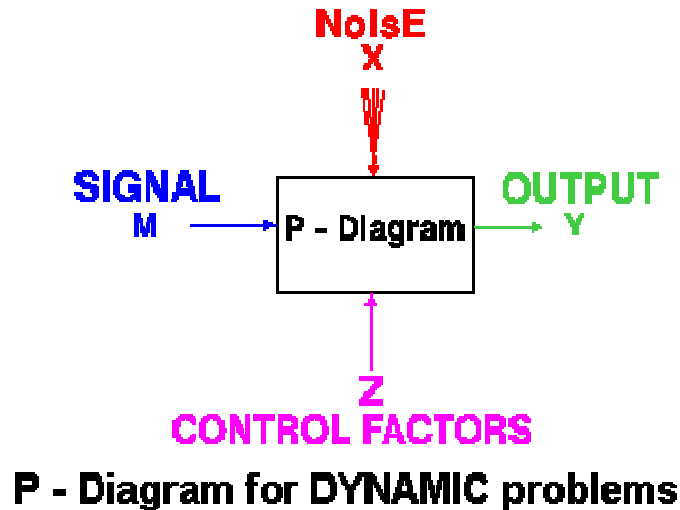 NoIsE
X
SIGNAL
M
P - DIagram
OUTPUT
Y
Z
CONTROL FACTORS
P - Diagram for DYNAMIC problems